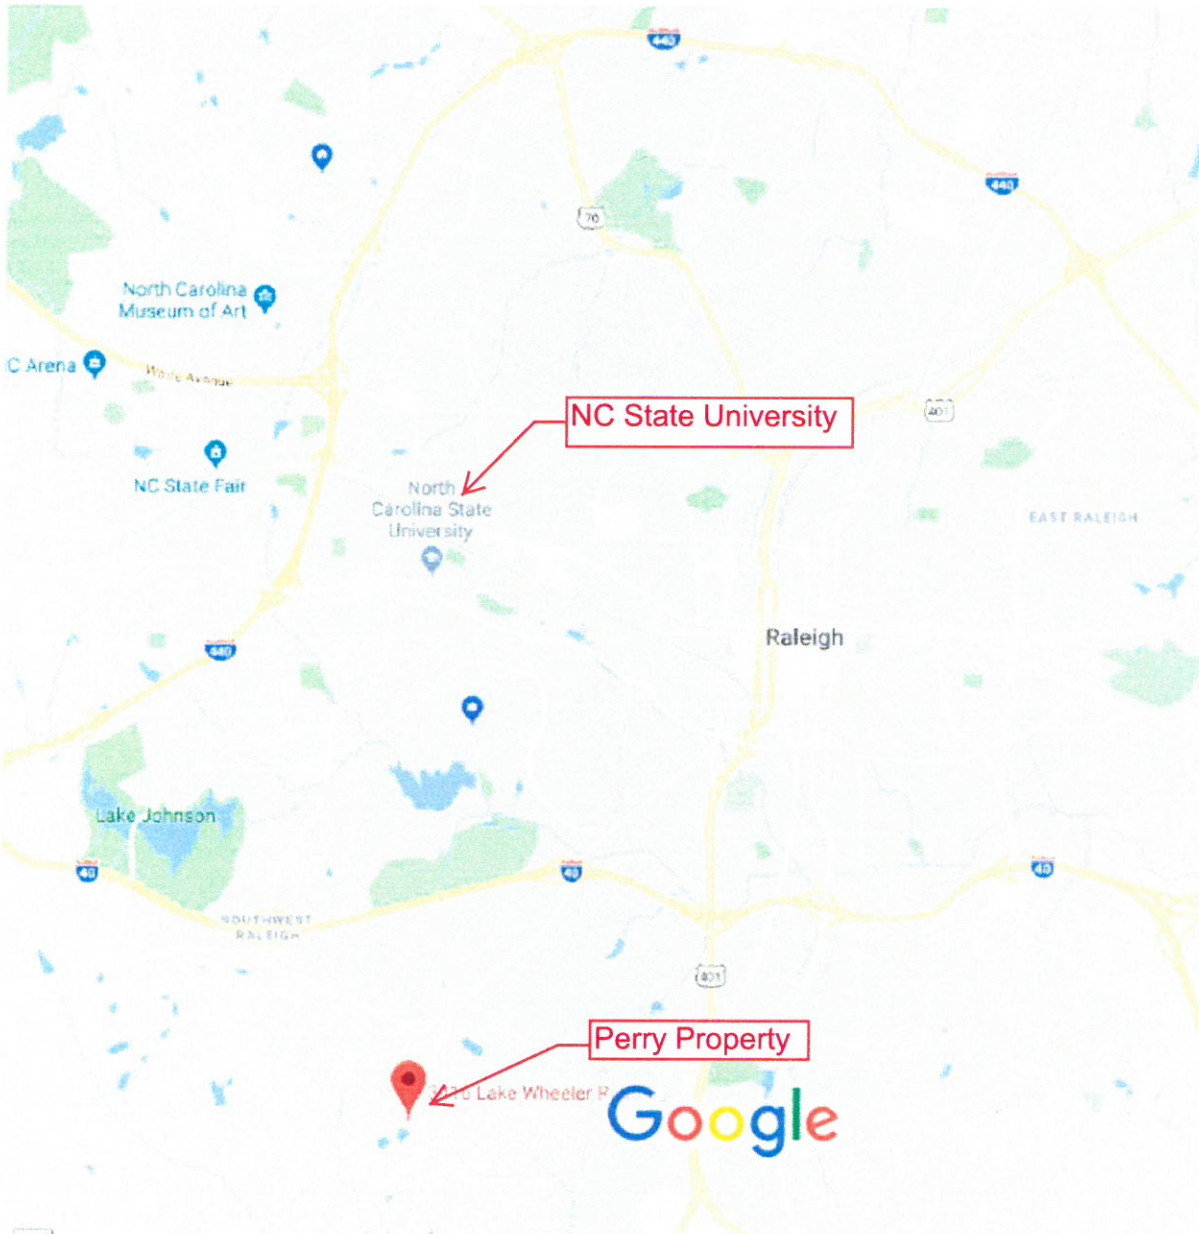 440
440
70
North Carolina
Museum of Art
C Arena
Wade Avenue
NC State University
401
NC State Fair
North
Carolina State
University
EAST RALEIGH
Raleigh
440
Lake Johnson
40
40
40
SOUTHWEST
RALEIGH
401
Perry Property
Lake Wheeler R
Google